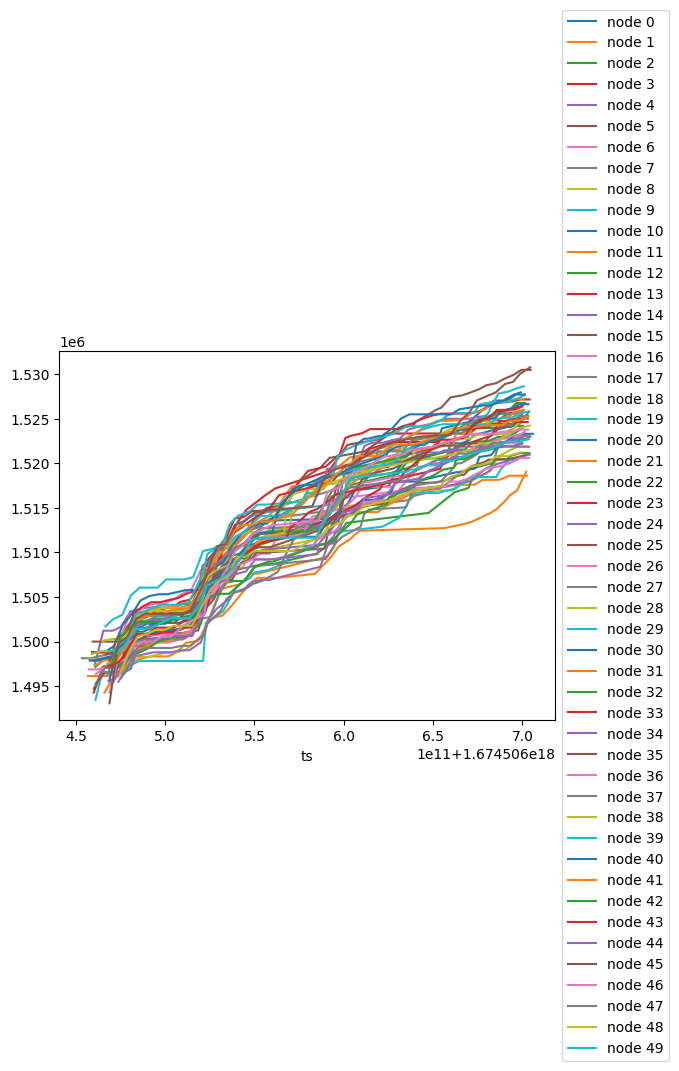 1e6
1.530
1.525
1.520
1.515
1.510
1.505
1.500
1.495
4.5 5.0 5.5 6.0 6.5 7.0
ts
1e11+1.674506e18
node 0
node 1
node 2
node 3
node 4
node 5
node 6
node 7
node 8
node 9
node 10
node 11
node 12
node 13
node 14
node 15
node 16
node 17
node 18
node 19
node 20
node 21
node 22
node 23
node 24
node 25
node 26
node 27
node 28
node 29
node 30
node 31
node 32
node 33
node 34
node 35
node 36
node 37
node 38
node 39
node 40
node 41
node 42
node 43
node 44
node 45
node 46
node 47
node 48
node 49